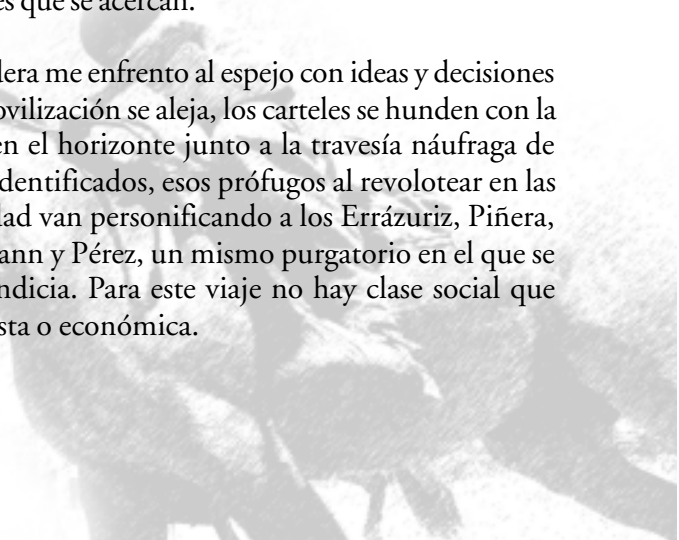 es que se acercan.
dera me enfrento al espejo con ideas y decisiones
ovilización se aleja, los carteles se hunden con la
en el horizonte junto a la travesía náufraga de
dentificados, esos prófugos al revolotear en las
dad van personificando a los Errázuriz, Piñera,
ann y Pérez, un mismo purgatorio en el que se
ndicia. Para este viaje no hay clase social que
sta o económica.